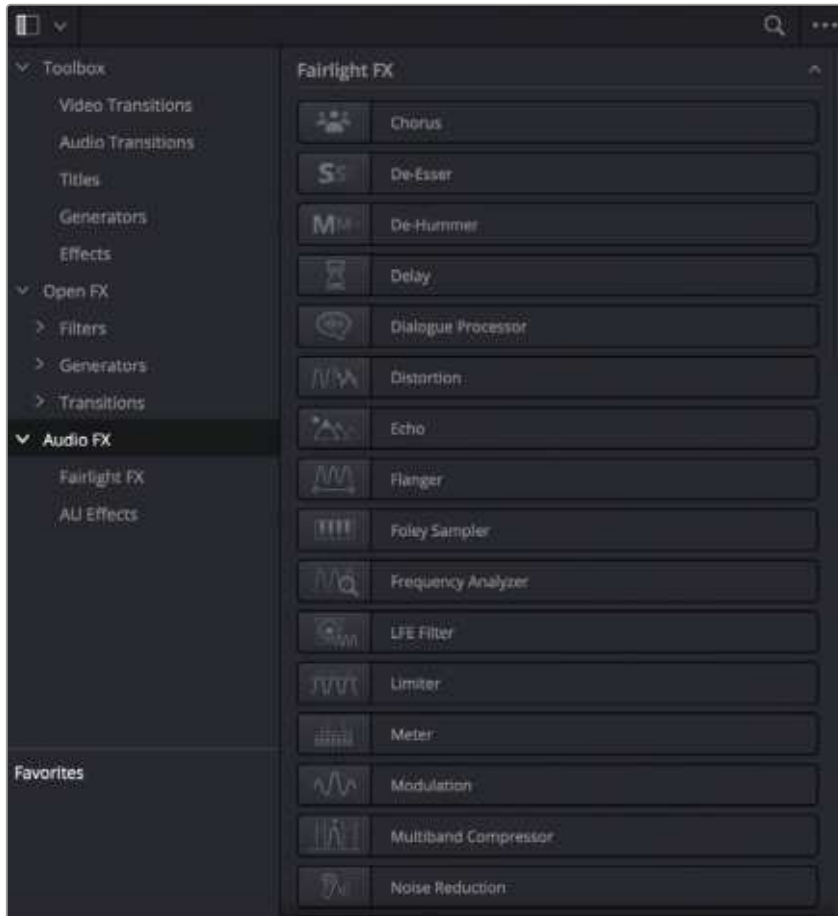 Toolbox
Video Transitions
Audio Transitions
Titles
Generators
Effects
Open FX
Filters
Generators
Transitions
Audio FX
Fairlight FX
AU Effects
Favorites
Fairlight FX
Chorus
De-Esser
De-Hummer
Delay
Dialogue Processor
Distortion
Echo
Flanger
Foley Sampler
Frequency Analyzer
LFE Filter
Limiter
Meter
Modulation
Multiband Compressor
Noise Reduction